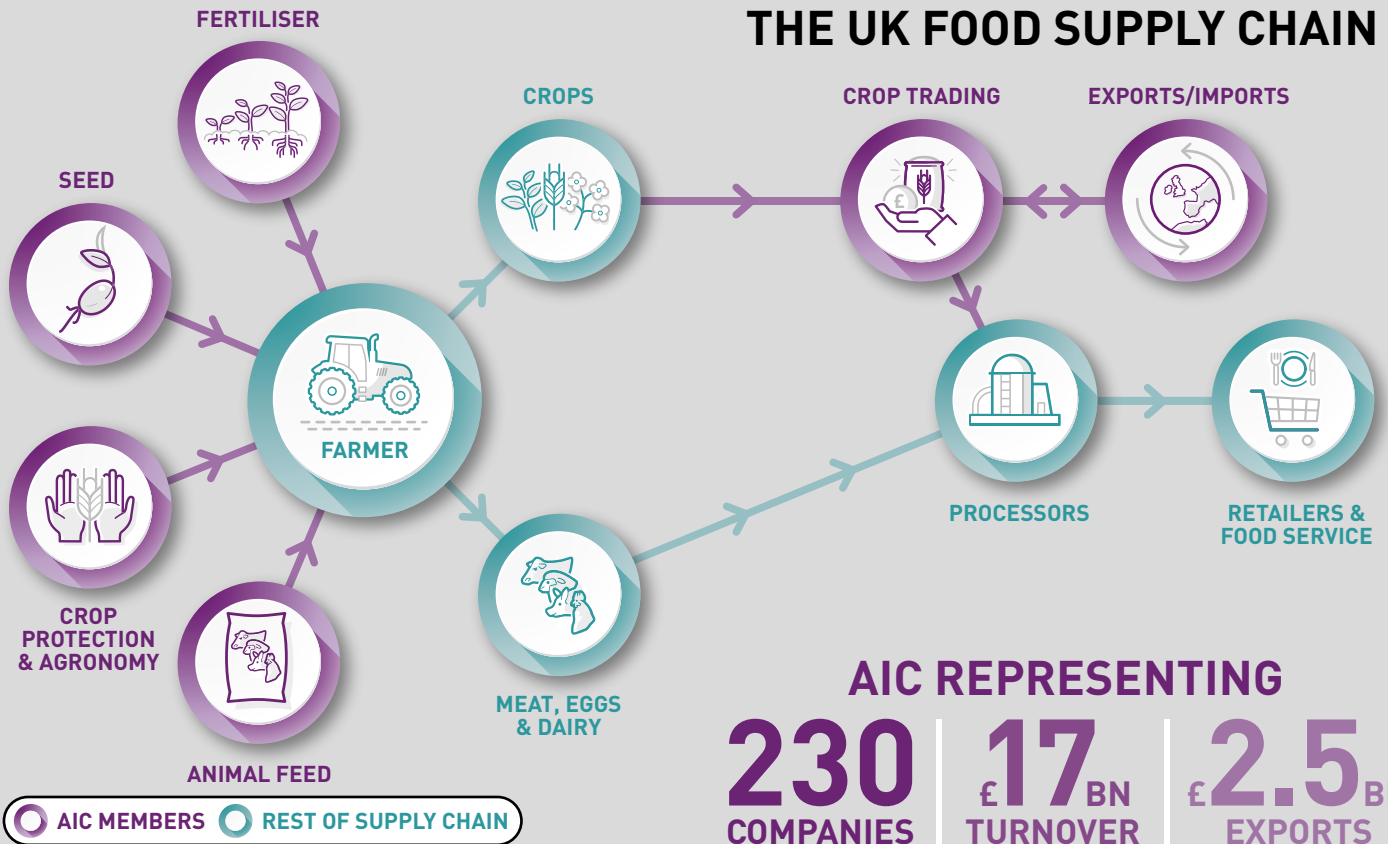 THE UK FOOD SUPPLY CHAIN
FERTILISER
SEED
CROP
PROTECTION
& AGRONOMY
ANIMAL FEED
FARMER
CROPS
MEAT, EGGS
& DAIRY
CROP TRADING
£
EXPORTS/IMPORTS
PROCESSORS
RETAILERS &
FOOD SERVICE
AIC MEMBERS
REST OF SUPPLY CHAIN
AIC REPRESENTING
230
COMPANIES
£17BN
TURNOVER
£2.5B
EXPORTS